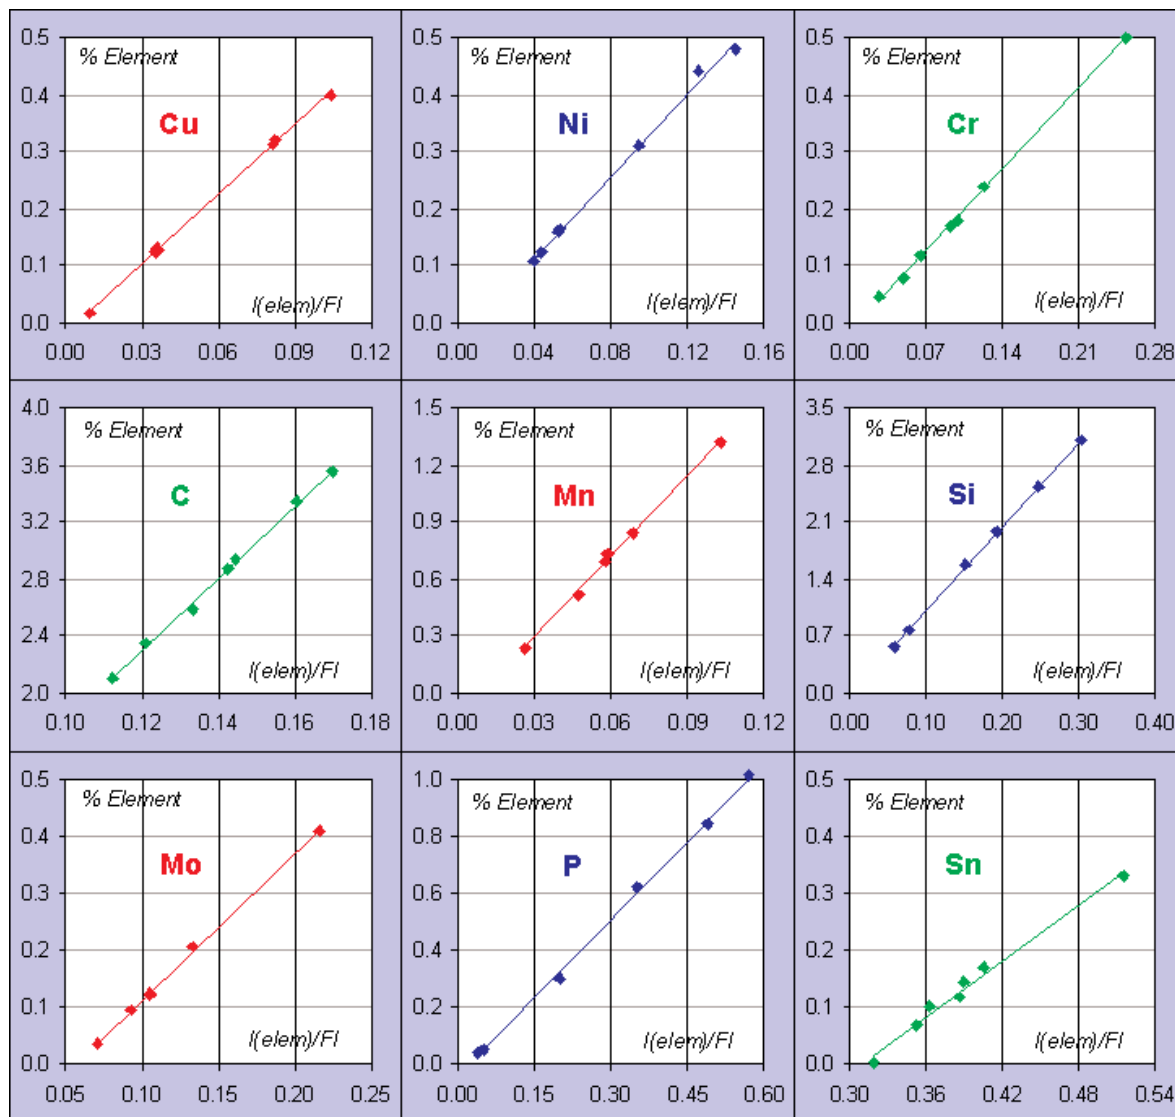 0.5 % Element
0.4
Cu
0.3
0.2
0.1
I(elem)/FI
0.0
0.00 0.03 0.06 0.09 0.12
0.5 % Element
0.4
Ni
0.3
0.2
0.1
I(elem)/FI
0.0
0.00 0.04 0.08 0.12 0.16
0.5 % Element
0.4
Cr
0.3
0.2
0.1
I(elem)/FI
0.0
0.00 0.07 0.14 0.21 0.28
4.0 % Element
3.6
C
3.2
2.8
2.4
I(elem)/FI
2.0
0.10 0.12 0.14 0.16 0.18
1.5 % Element
1.2
Mn
0.9
0.6
0.3
I(elem)/FI
0.0
0.00 0.03 0.06 0.09 0.12
3.5 % Element
2.8
Si
2.1
1.4
0.7
I(elem)/FI
0.0
0.00 0.10 0.20 0.30 0.40
0.5 % Element
0.4
Mo
0.3
0.2
0.1
I(elem)/FI
0.0
0.05 0.10 0.15 0.20 0.25
1.0 % Element
0.8
P
0.6
0.4
0.2
I(elem)/FI
0.0
0.00 0.15 0.30 0.45 0.60
0.5 % Element
0.4
Sn
0.3
0.2
0.1
I(elem)/FI
0.0
0.30 0.36 0.42 0.48 0.54